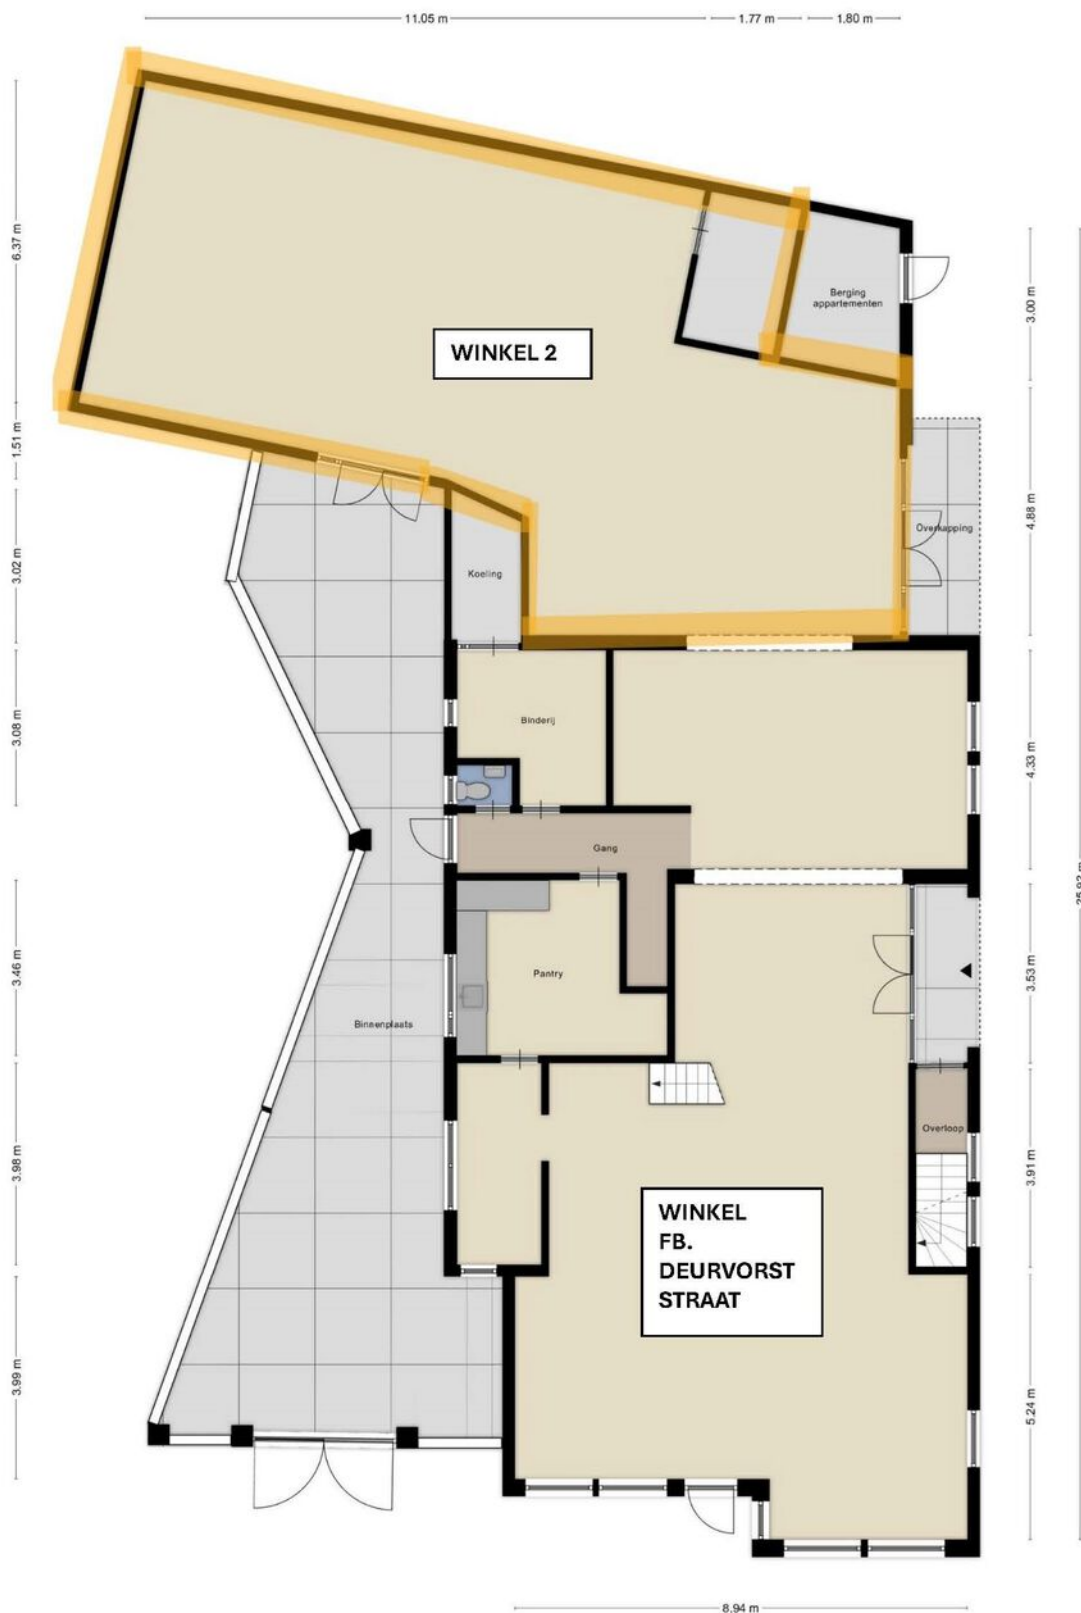 11.05 m
1.77 m
1.80 m
6.37 m
1.51 m
3.02 m
3.08 m
3.46 m
3.98 m
3.99 m
3.00 m
4.88 m
4.33 m
3.53 m
3.91 m
5.24 m
Berging
appartementen
WINKEL 2
Overkapping
Koeling
Binderij
Gang
Pantry
Binnenplaats
Overloop
WINKEL
FB.
DEURVORST
STRAAT
8.94 m